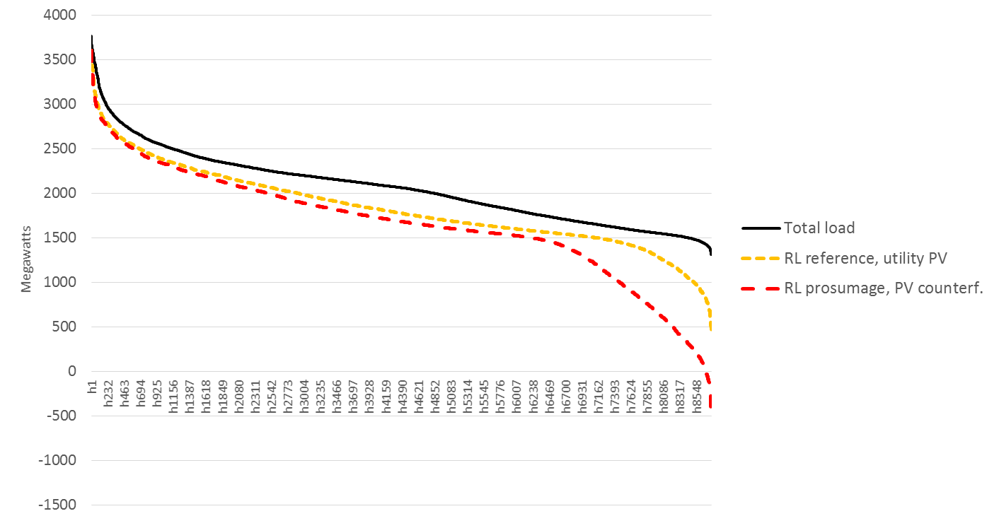 4000
3500
3000
2500
2000
1500
1000
500
0
-500
-1000
-1500
Megawatts
h1
h232
h463
h694
h925
h1156
h1387
h1618
h1849
h2080
h2311
h2542
h2773
h3004
h3235
h3466
h3697
h3928
h4159
h4390
h4621
h4852
h5083
h5314
h5545
h5776
h6007
h6238
h6469
h6700
h6931
h7162
h7393
h7624
h7855
h8086
h8317
h8548
Total load
RL reference, utility PV
RL prosumage, PV counterf.